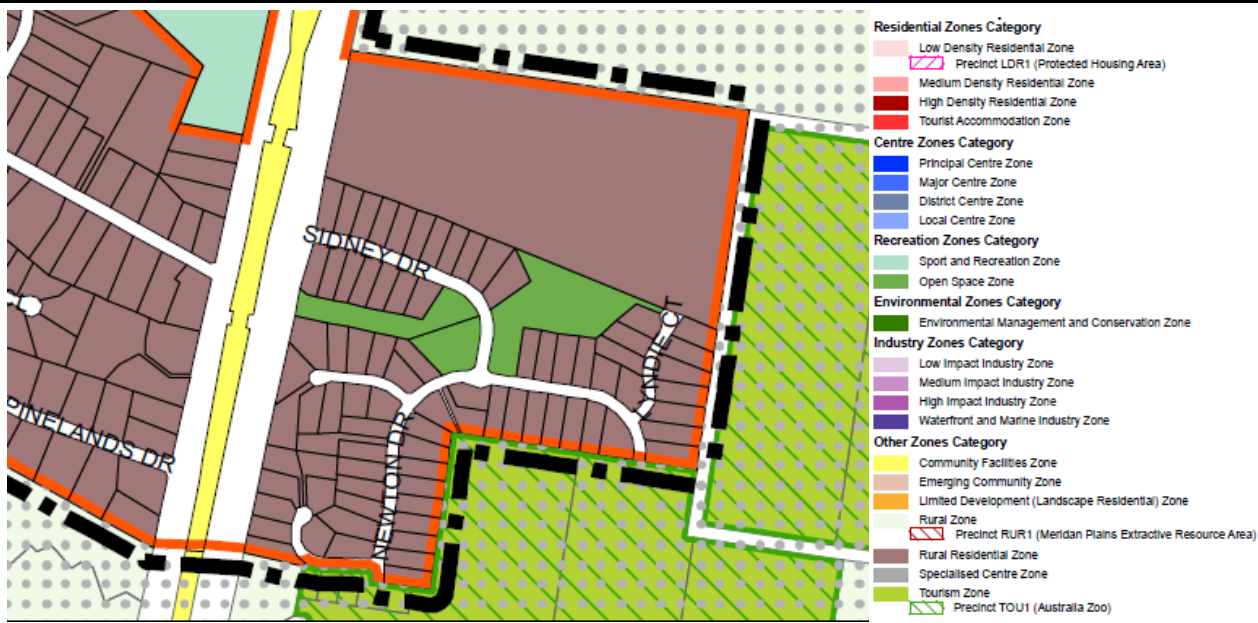 SIDNEY DR
NEWTON DR
PINELANDS DR
Residential Zones Category
Low Density Residential Zone
Precinct LDR1 (Protected Housing Area)
Medium Density Residential Zone
High Density Residential Zone
Tourist Accommodation Zone
Centre Zones Category
Principal Centre Zone
Major Centre Zone
District Centre Zone
Local Centre Zone
Recreation Zones Category
Sport and Recreation Zone
Open Space Zone
Environmental Zones Category
Environmental Management and Conservation Zone
Industry Zones Category
Low Impact Industry Zone
Medium Impact Industry Zone
High Impact Industry Zone
Waterfront and Marine Industry Zone
Other Zones Category
Community Facilities Zone
Emerging Community Zone
Limited Development (Landscape Residential) Zone
Rural Zone
Precinct RUR1 (Meridan Plains Extractive Resource Area)
Rural Residential Zone
Specialised Centre Zone
Tourism Zone
Precinct TOU1 (Australia Zoo)